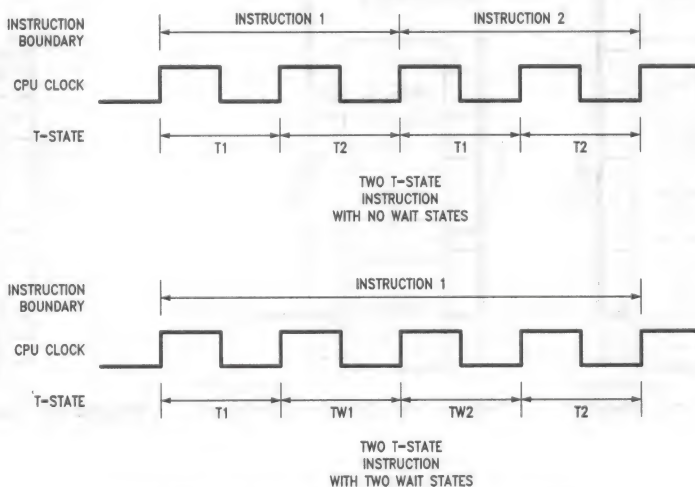 INSTRUCTION BOUNDARY
INSTRUCTION 1
INSTRUCTION 2
CPU CLOCK
T-STATE
T1
T2
T1
T2
TWO T-STATE
INSTRUCTION
WITH NO WAIT STATES
INSTRUCTION BOUNDARY
INSTRUCTION 1
CPU CLOCK
T-STATE
T1
TW1
TW2
T2
TWO T-STATE
INSTRUCTION
WITH TWO WAIT STATES